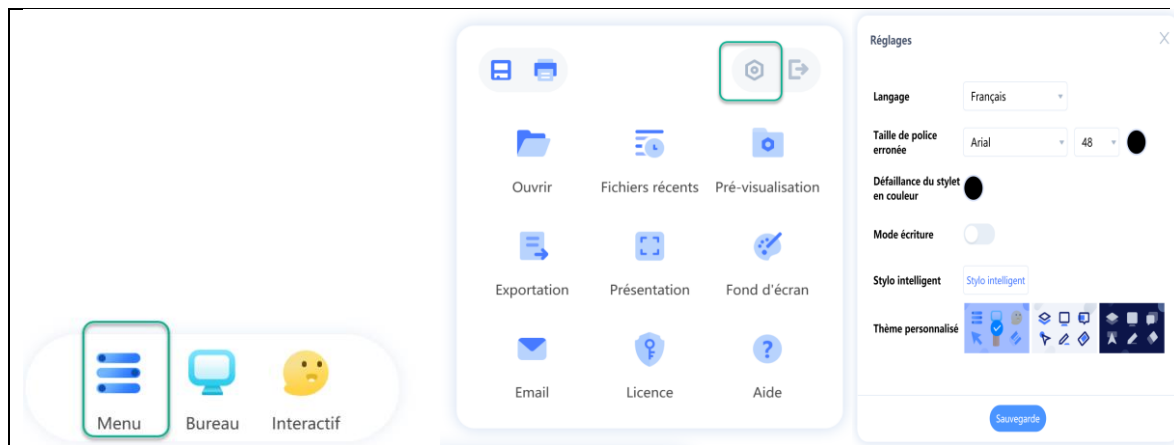 Menu
Bureau
Interactif
Ouvrir
Fichiers récents
Pré-visualisation
Exportation
Présentation
Fond d'écran
Email
Licence
Aide
Réglages
Langage
Français
Taille de police
erronée
Arial
48
Défaillance du stylet
en couleur
Mode écriture
Stylo intelligent
Stylo intelligent
Thème personnalisé
Sauvegarde